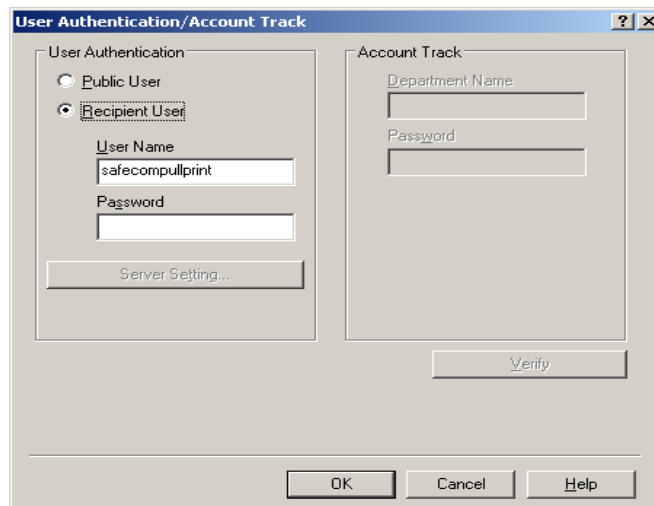 User Authentication/Account Track
User Authentication
Public User
Recipient User
User Name
safecompullprint
Password
Server Setting...
Account Track
Department Name
Password
Verify
OK
Cancel
Help